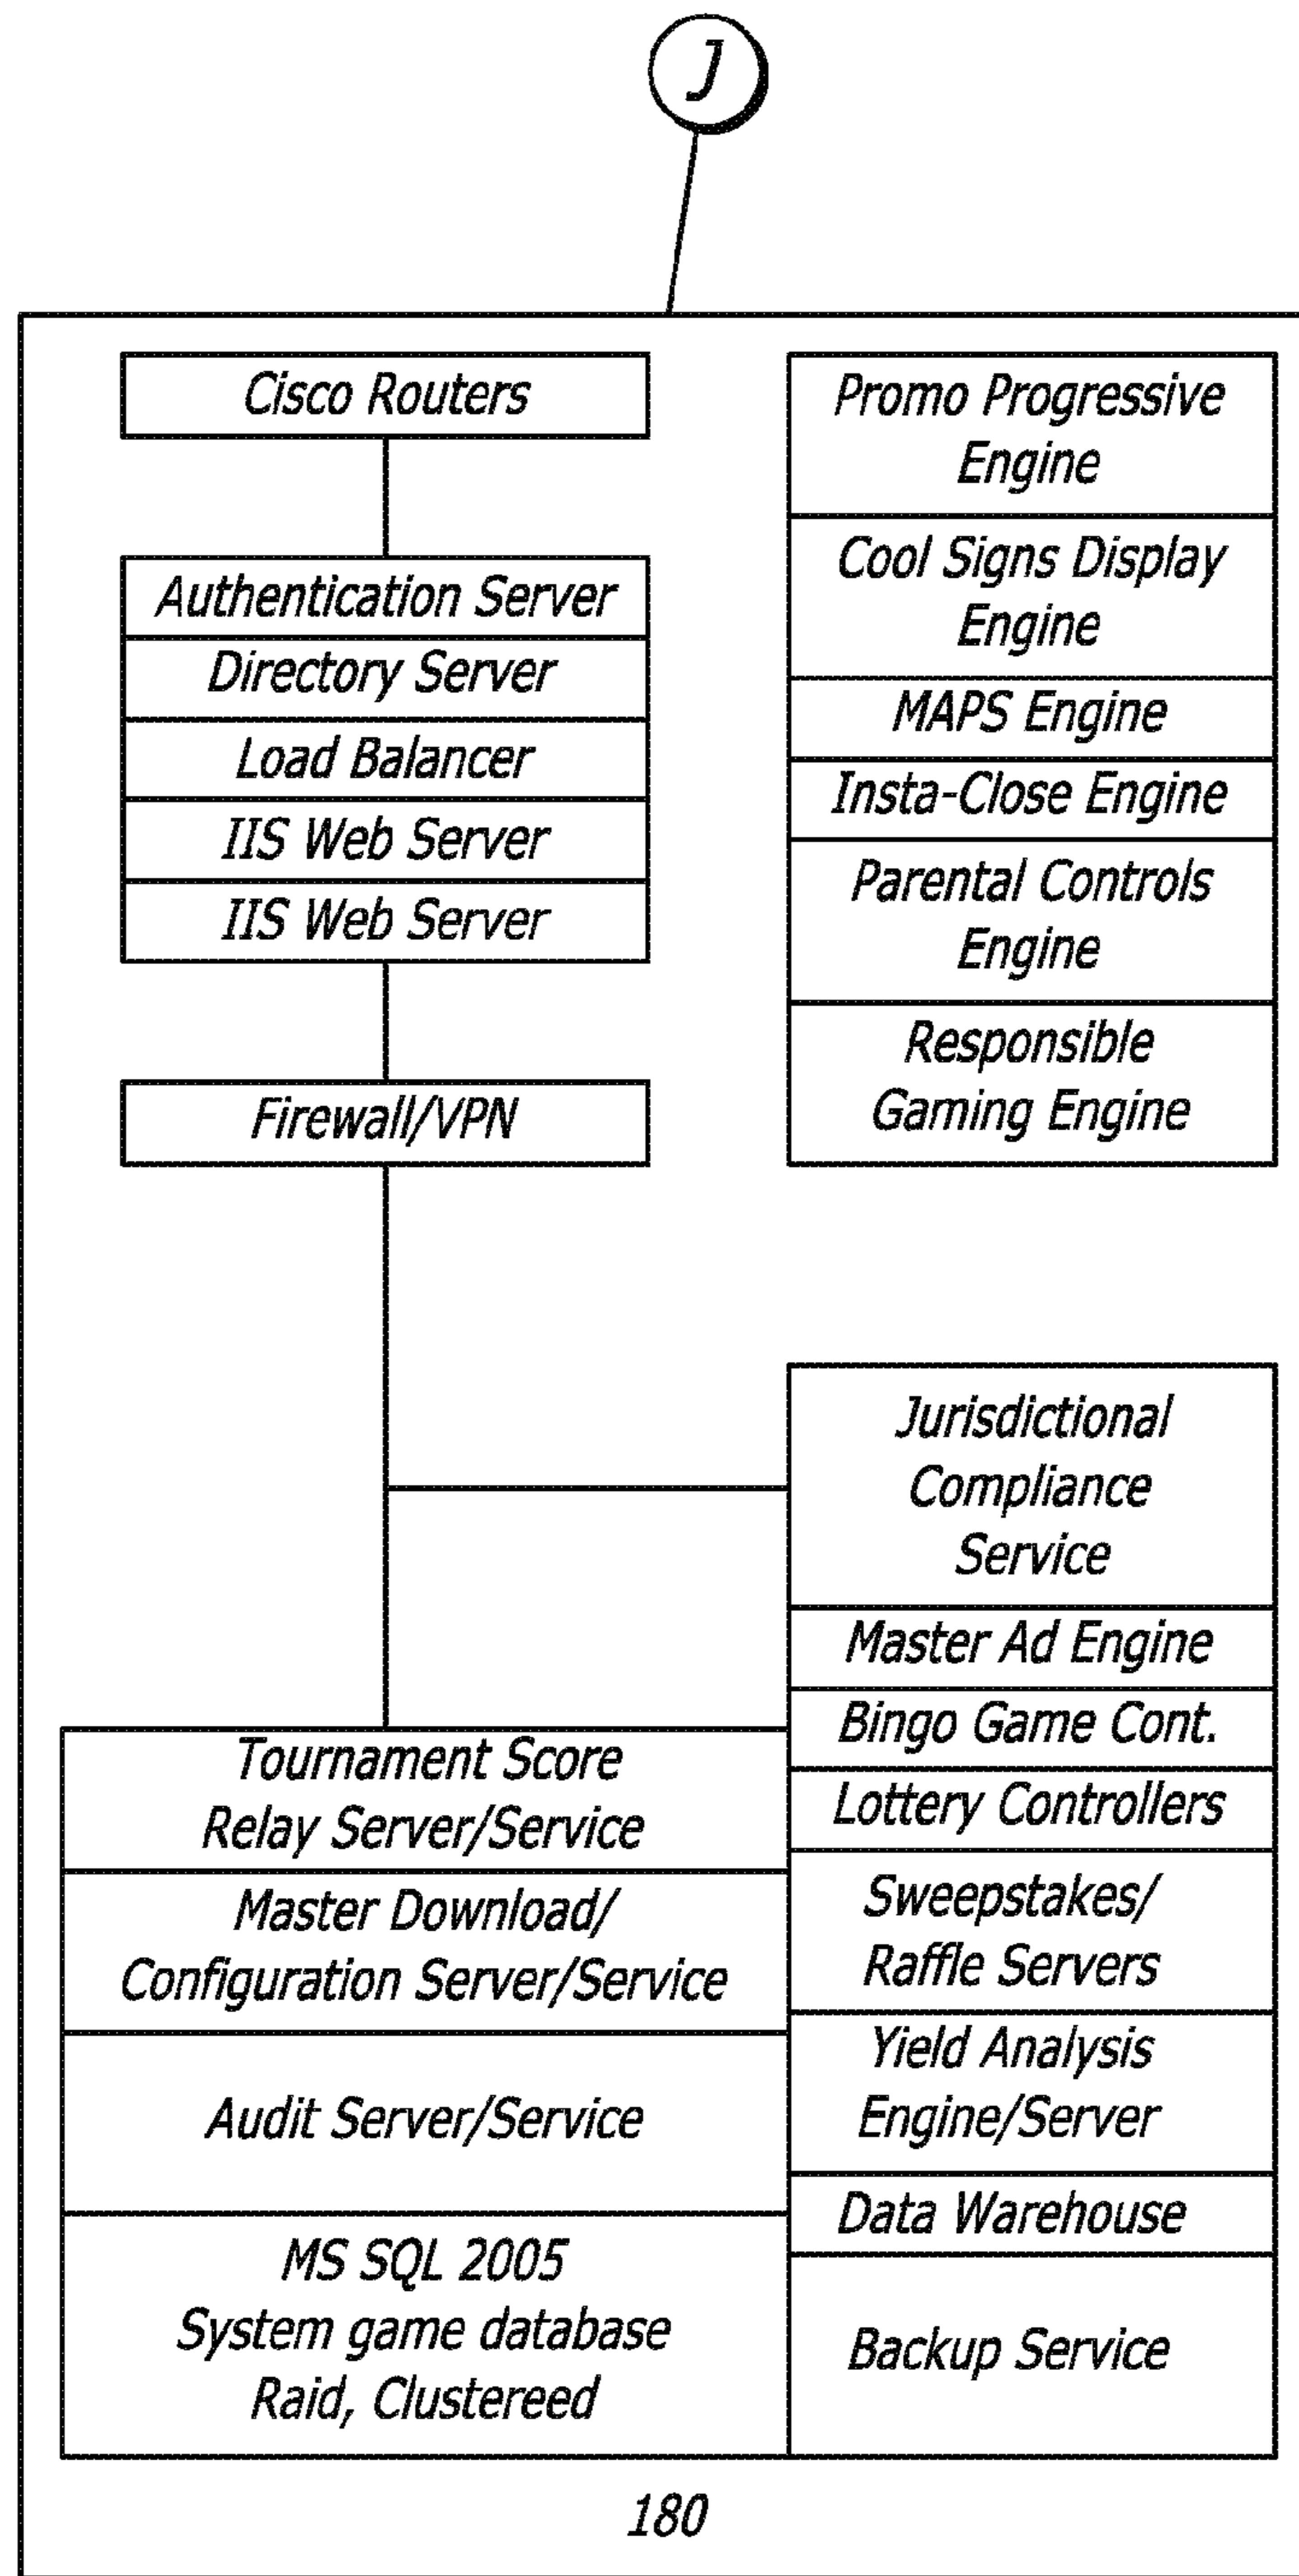 J
Cisco Routers
Authentication Server
Directory Server
Load Balancer
IIS Web Server
IIS Web Server
Firewall/VPN
Promo Progressive
Engine
Cool Signs Display
Engine
MAPS Engine
Insta-Close Engine
Parental Controls
Engine
Responsible
Gaming Engine
Tournament Score
Relay Server/Service
Master Download/
Configuration Server/Service
Audit Server/Service
MS SQL 2005
System game database
Raid, Clustereed
Jurisdictional
Compliance
Service
Master Ad Engine
Bingo Game Cont.
Lottery Controllers
Sweepstakes/
Raffle Servers
Yield Analysis
Engine/Server
Data Warehouse
Backup Service
180